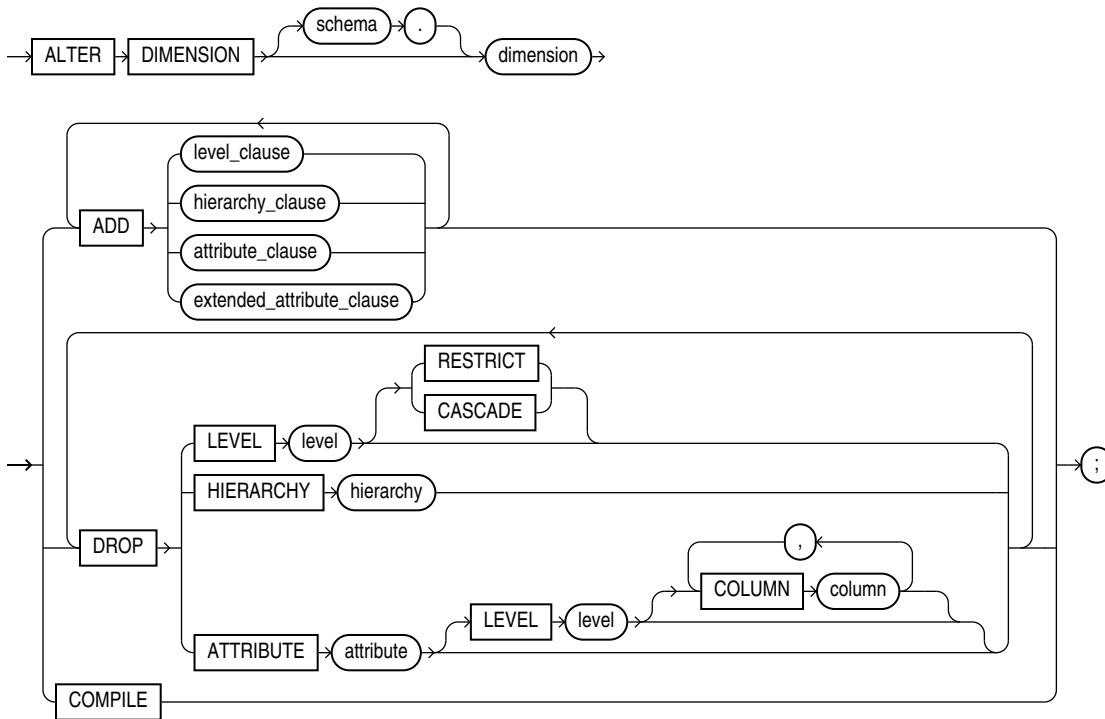 ALTER DIMENSION schema . dimension
level_clause
hierarchy_clause
ADD
attribute_clause
extended_attribute_clause
RESTRICT
CASCADE
LEVEL level
HIERARCHY hierarchy
;
DROP
,
COLUMN column
LEVEL level
ATTRIBUTE attribute
COMPILE